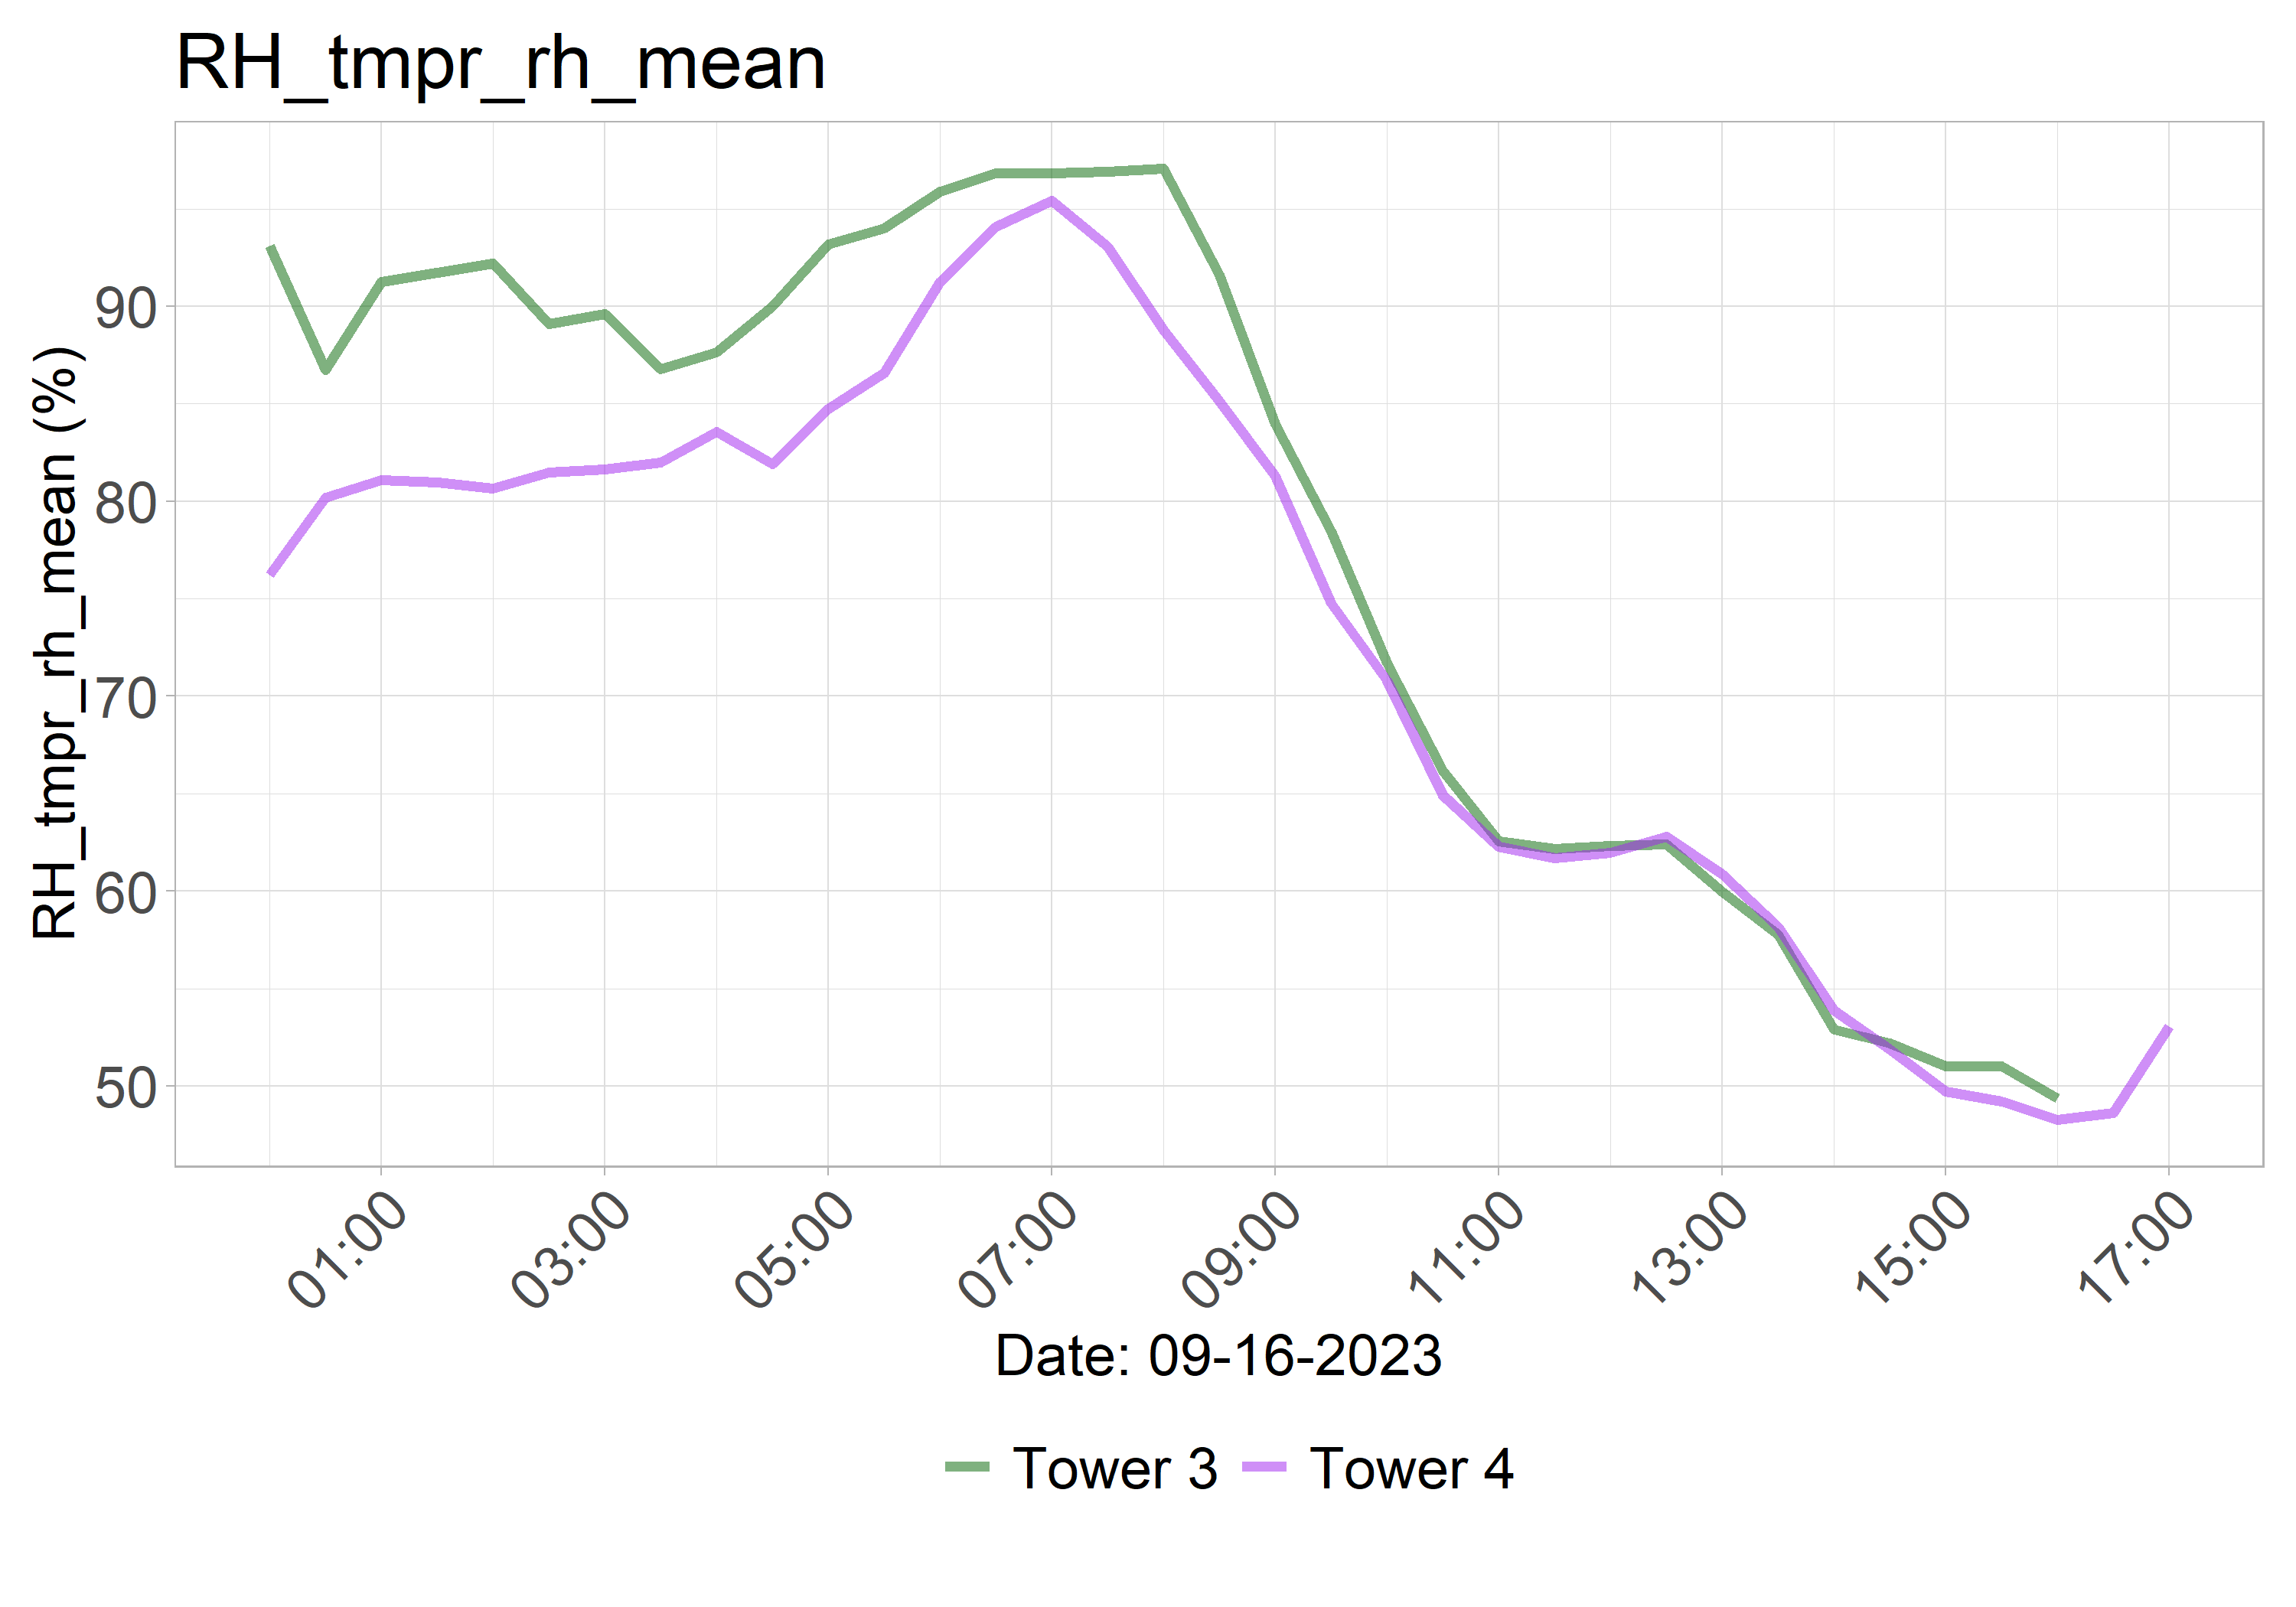 RH_tmpr_rh_mean
RH_tmpr_rh_mean (%)
90
80
70
60
50
01:00 03:00 05:00 07:00 09:00 11:00 13:00 15:00 17:00
Date: 09-16-2023
Tower 3 Tower 4